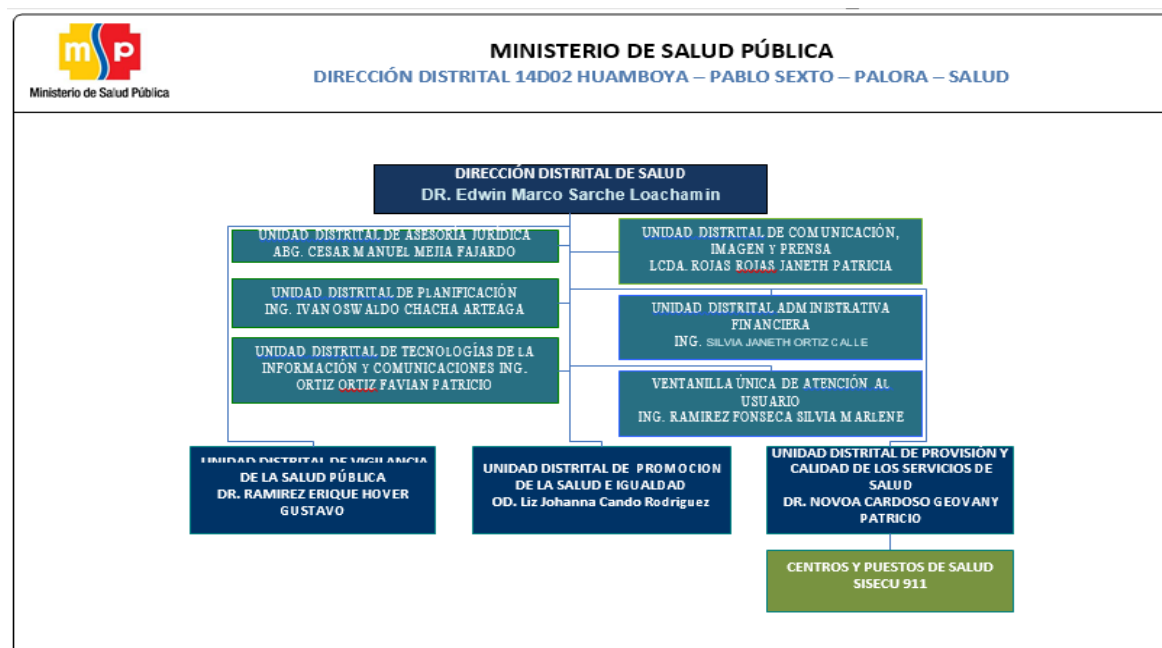 msp
Ministerio de Salud Pública
MINISTERIO DE SALUD PÚBLICA
DIRECCIÓN DISTRITAL 14D02 HUAMBOYA – PABLO SEXTO – PALORA – SALUD
DIRECCIÓN DISTRITAL DE SALUD
DR. Edwin Marco Sarche Loachamin
UNIDAD DISTRITAL DE ASESORÍA JURÍDICA
ABG. CESAR MANUEL MEJIA FAJARDO
UNIDAD DISTRITAL DE COMUNICACIÓN,
IMAGEN Y PRENSA
LCDA. ROJAS ROJAS JANETH PATRICIA
UNIDAD DISTRITAL DE PLANIFICACIÓN
ING. IVAN OSWALDO CHACHA ARTEAGA
UNIDAD DISTRITAL ADMINISTRATIVA
FINANCIERA
ING. SILVIA JANETH ORTIZ CALLE
UNIDAD DISTRITAL DE TECNOLOGÍAS DE LA
INFORMACIÓN Y COMUNICACIONES ING.
ORTIZ ORTIZ FAVIAN PATRICIO
VENTANILLA ÚNICA DE ATENCIÓN AL
USUARIO
ING. RAMIREZ FONSECA SILVIA MARLENE
UNIDAD DISTRITAL DE VIGILANCIA
DE LA SALUD PÚBLICA
DR. RAMIREZ ERIQUE HOVER
GUSTAVO
UNIDAD DISTRITAL DE PROMOCION
DE LA SALUD E IGUALDAD
OD. Liz Johanna Cando Rodriguez
UNIDAD DISTRITAL DE PROVISIÓN Y
CALIDAD DE LOS SERVICIOS DE
SALUD
DR. NOVOA CARDOSO GEOVANY
PATRICIO
CENTROS Y PUESTOS DE SALUD
SISECU 911